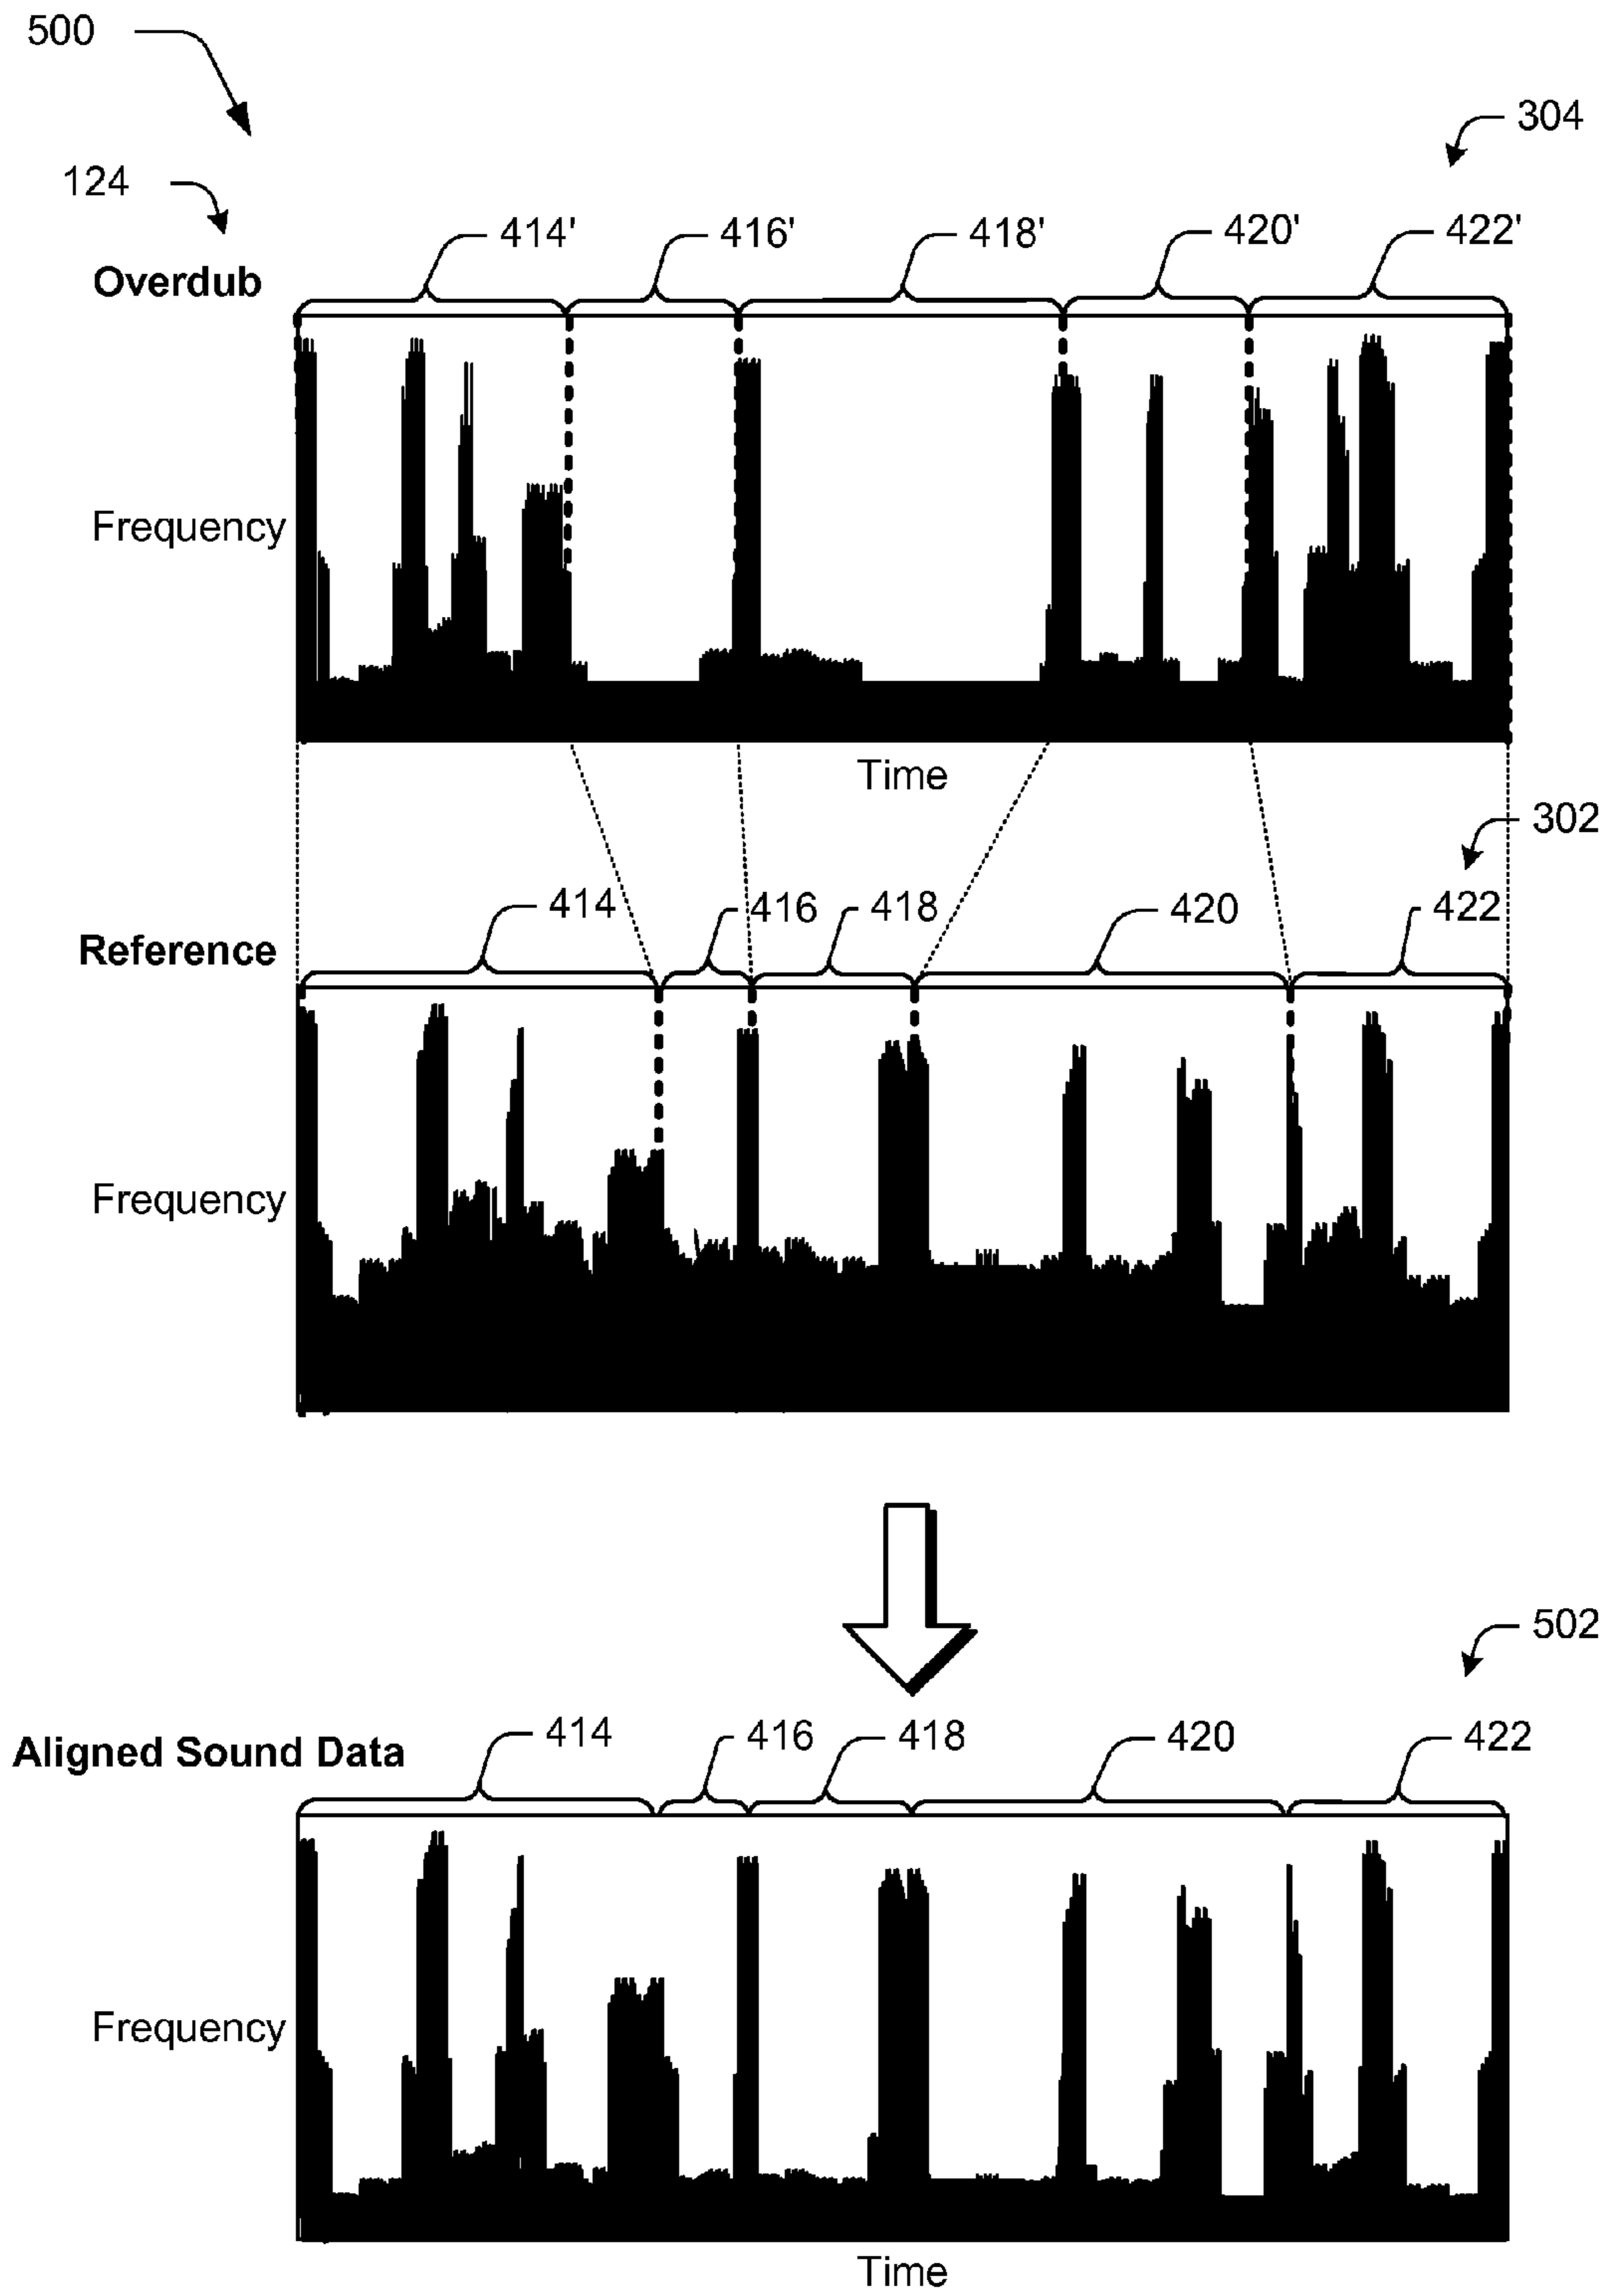 500
304
124
414' 416' 418' 420' 422'
Overdub
Frequency
Time
302
414 416 418 420 422
Reference
Frequency
502
414 416 418 420 422
Aligned Sound Data
Frequency
Time